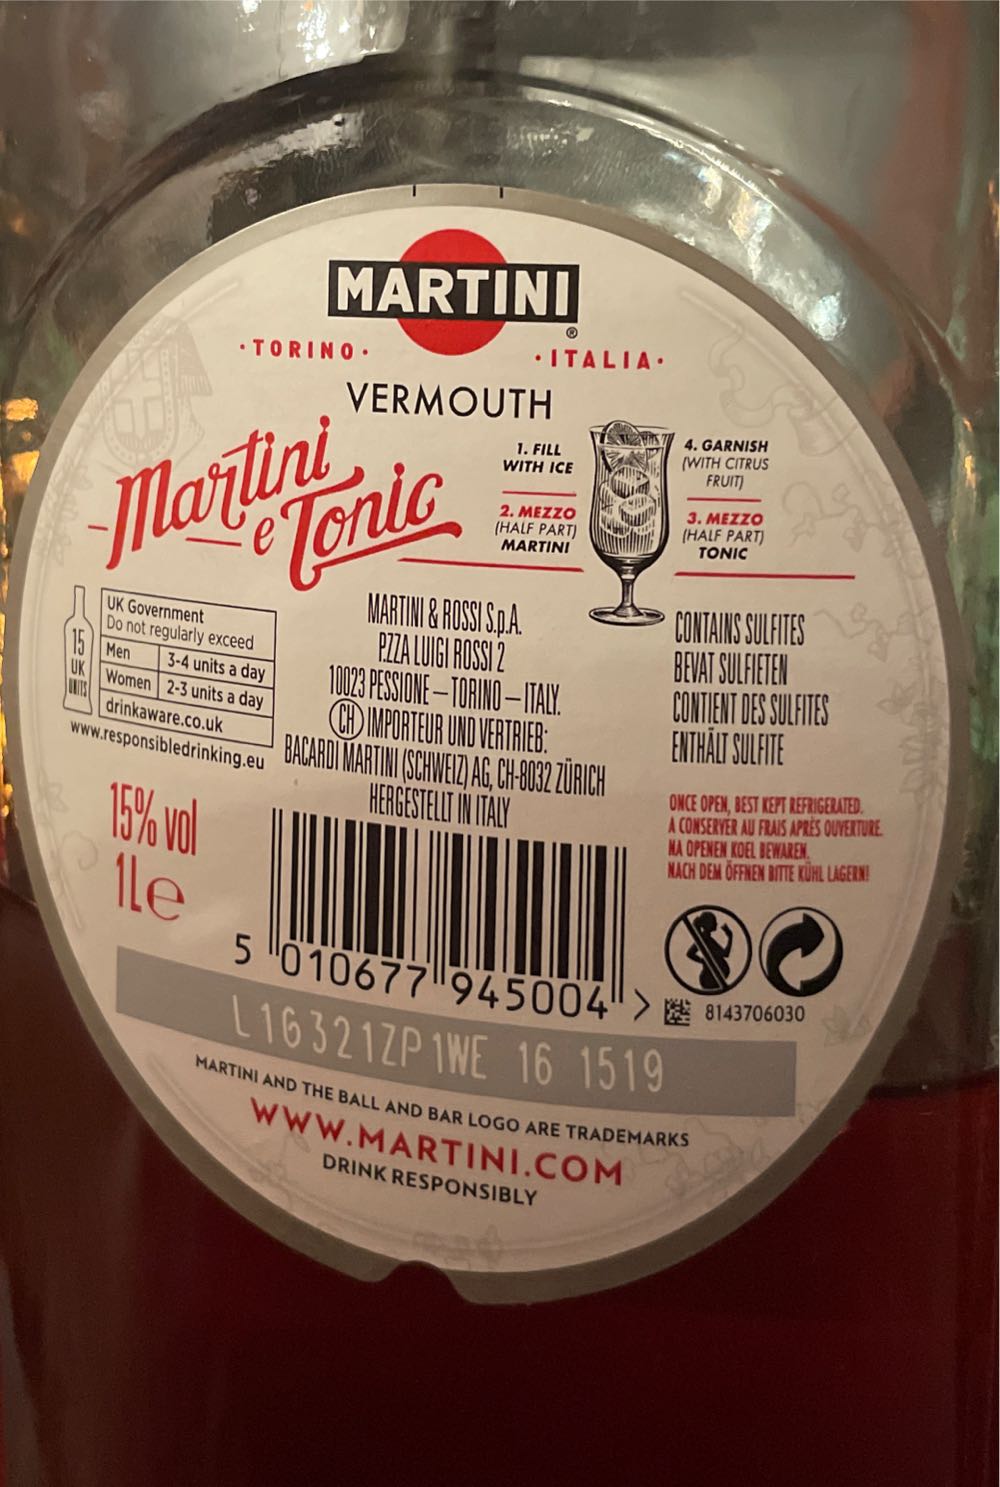 MARTINI
®
·TORINO· ·ITALIA·
VERMOUTH
Martini
e Tonic
1. FILL
WITH ICE
2. MEZZO
(HALF PART)
MARTINI
4. GARNISH
(WITH CITRUS
FRUIT)
3. MEZZO
(HALF PART)
TONIC
15
UK
UNITS
UK Government
Do not regularly exceed
Men 3-4 units a day
Women 2-3 units a day
drinkaware.co.uk
www.responsibledrinking.eu
MARTINI & ROSSI S.p.A.
P.ZZA LUIGI ROSSI 2
10023 PESSIONE – TORINO – ITALY.
CH IMPORTEUR UND VERTRIEB:
BACARDI MARTINI (SCHWEIZ) AG, CH-8032 ZÜRICH
HERGESTELLT IN ITALY
CONTAINS SULFITES
BEVAT SULFIETEN
CONTIENT DES SULFITES
ENTHÄLT SULFITE
15% vol
1Le
ONCE OPEN, BEST KEPT REFRIGERATED.
A CONSERVER AU FRAIS APRÈS OUVERTURE.
NA OPENEN KOEL BEWAREN.
NACH DEM ÖFFNEN BITTE KÜHL LAGERN!
5 010677 945004 >
8143706030
L16321ZP1WE 16 1519
MARTINI AND THE BALL AND BAR LOGO ARE TRADEMARKS
WWW.MARTINI.COM
DRINK RESPONSIBLY